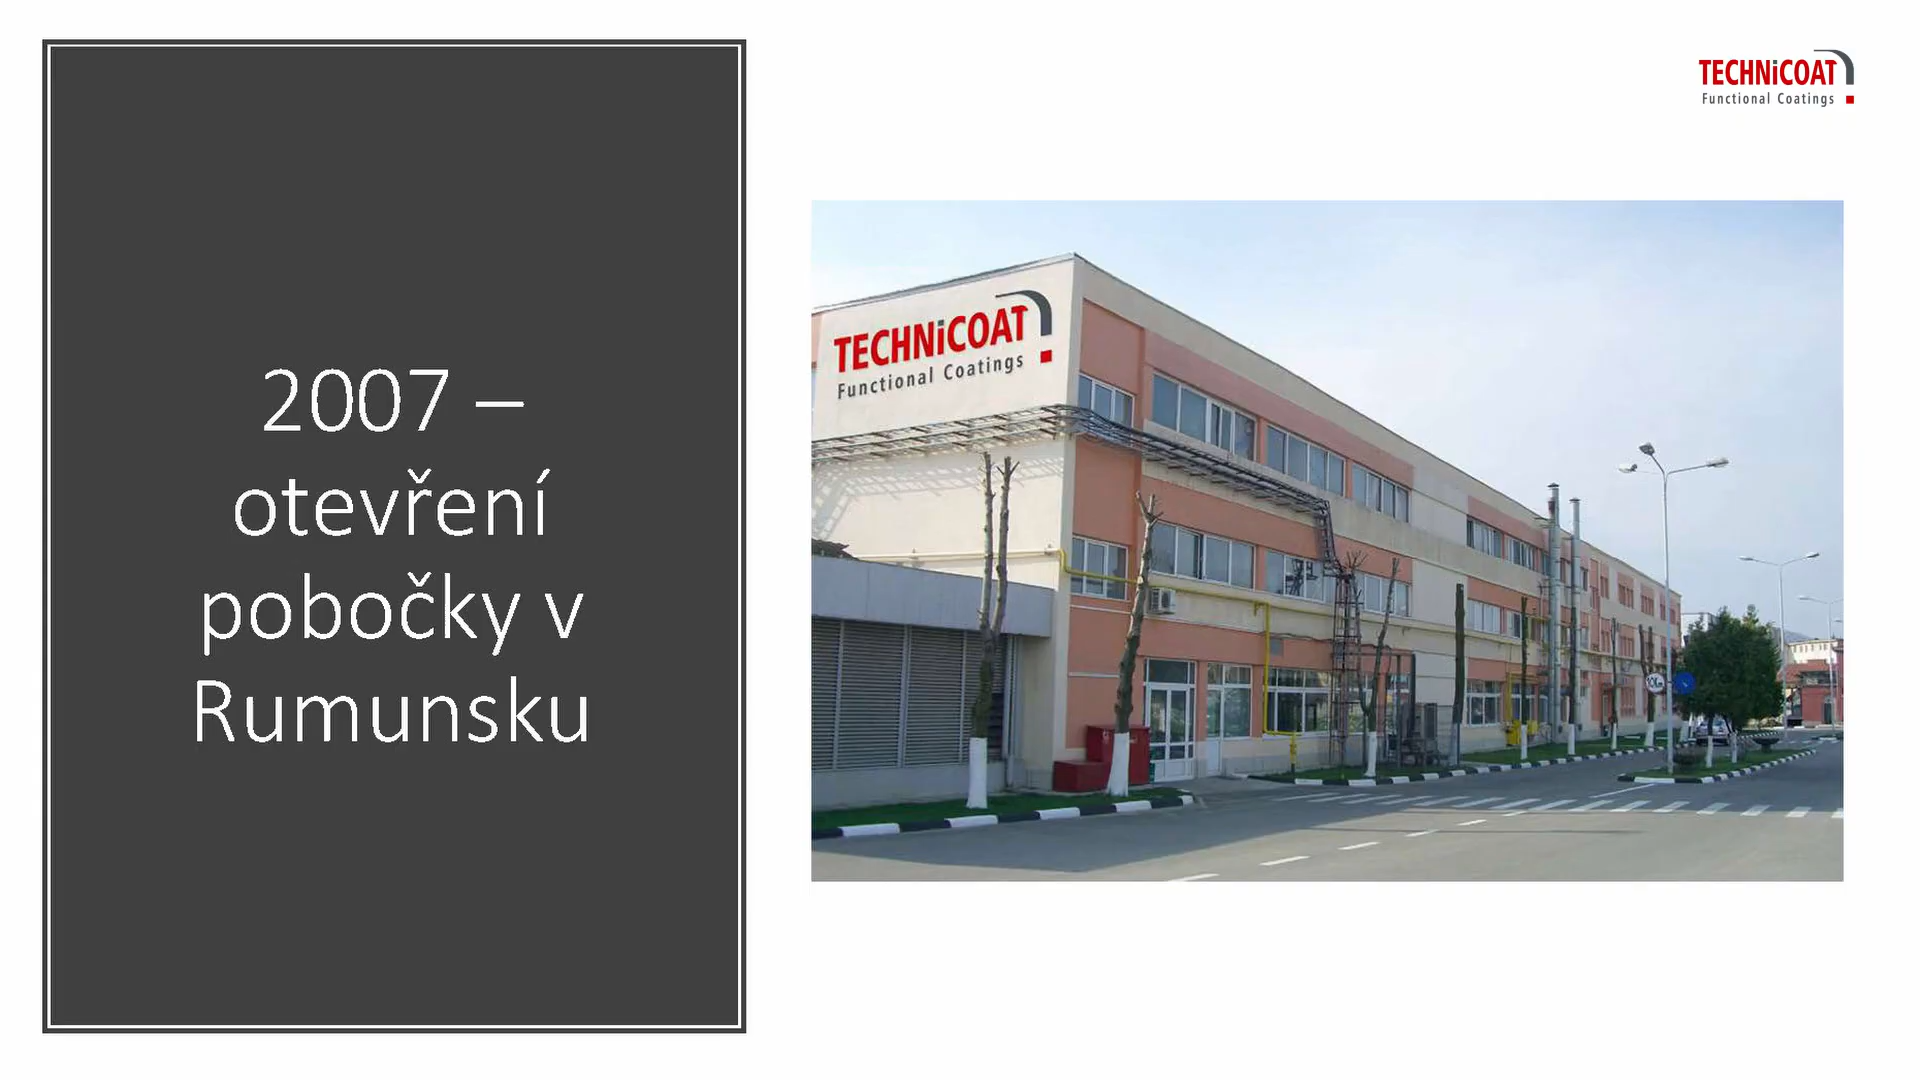 2007 –
otevření
pobočky v
Rumunsku
TECHNiCOAT
Functional Coatings
TECHNiCOAT
Functional Coatings